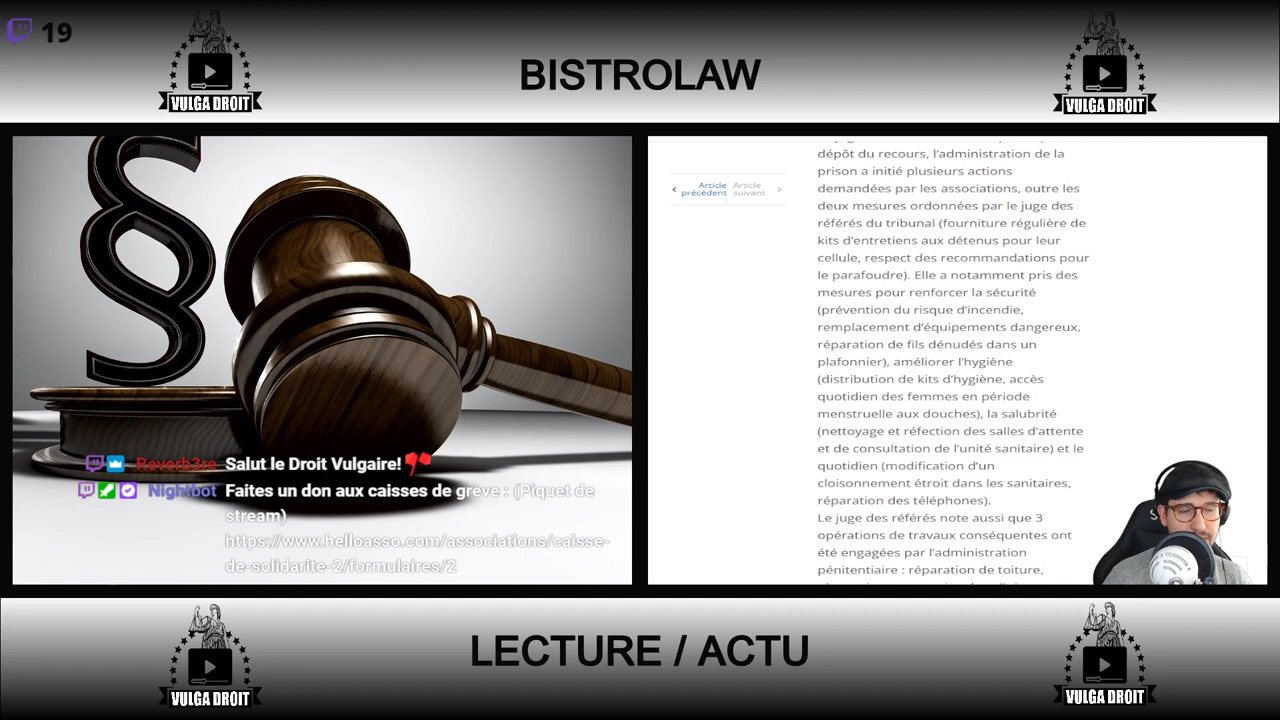 19
VULGA DROIT
BISTROLAW
VULGA DROIT
Reverb3re Salut le Droit Vulgaire!
Nightbot Faites un don aux caisses de grève : (Piquet de
stream)
https://www.helloasso.com/associations/caisse-
de-solidarite-2/formulaires/2
Article
précédent
Article
suivant
dépôt du recours, l’administration de la
prison a initié plusieurs actions
demandées par les associations, outre les
deux mesures ordonnées par le juge des
référés du tribunal (fourniture régulière de
kits d’entretiens aux détenus pour leur
cellule, respect des recommandations pour
le parafoudre). Elle a notamment pris des
mesures pour renforcer la sécurité
(prévention du risque d’incendie,
remplacement d’équipements dangereux,
réparation de fils dénudés dans un
plafonnier), améliorer l’hygiène
(distribution de kits d’hygiène, accès
quotidien des femmes en période
menstruelle aux douches), la salubrité
(nettoyage et réfection des salles d’attente
et de consultation de l’unité sanitaire) et le
quotidien (modification d’un
cloisonnement étroit dans les sanitaires,
réparation des téléphones).
Le juge des référés note aussi que 3
opérations de travaux conséquentes ont
été engagées par l’administration
pénitentiaire : réparation de toiture,
VULGA DROIT
LECTURE / ACTU
VULGA DROIT